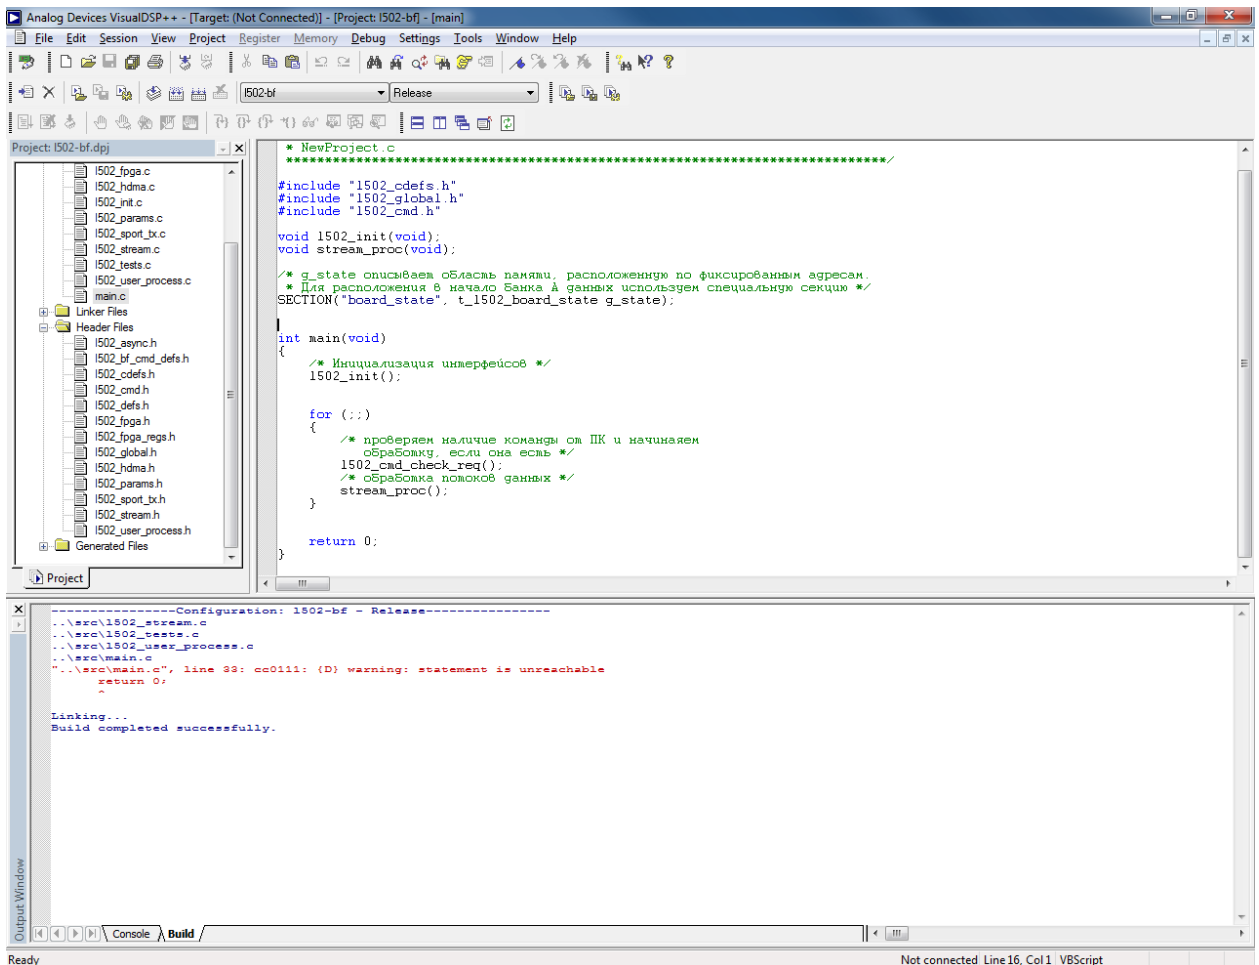 Analog Devices VisualDSP++ - [Target: (Not Connected)] - [Project: l502-bf] - [main]
File Edit Session View Project Register Memory Debug Settings Tools Window Help
l502-bf Release
Project: l502-bf.dpj
l502_fpga.c
l502_hdma.c
l502_init.c
l502_params.c
l502_sport_tx.c
l502_stream.c
l502_tests.c
l502_user_process.c
main.c
Linker Files
Header Files
l502_async.h
l502_bf_cmd_defs.h
l502_cdefs.h
l502_cmd.h
l502_defs.h
l502_fpga.h
l502_fpga_regs.h
l502_global.h
l502_hdma.h
l502_params.h
l502_sport_tx.h
l502_stream.h
l502_user_process.h
Generated Files
Project
* NewProject.c
*****************************************************************************/
#include "l502_cdefs.h"
#include "l502_global.h"
#include "l502_cmd.h"
void l502_init(void);
void stream_proc(void);
/* g_state описывает область памяти, расположенную по фиксированным адресам.
* Для расположения в начало банка A данных используем специальную секцию */
SECTION("board_state", t_l502_board_state g_state);
int main(void)
{
/* Инициализация интерфейсов */
l502_init();
for (;;)
{
/* проверяем наличие команды от ПК и начинаем
обработку, если она есть */
l502_cmd_check_req();
/* обработка потоков данных */
stream_proc();
}
return 0;
}
----------------Configuration: l502-bf - Release----------------
..\src\l502_stream.c
..\src\l502_tests.c
..\src\l502_user_process.c
..\src\main.c
"..\src\main.c", line 33: cc0111: {D} warning: statement is unreachable
return 0;
^
Linking...
Build completed successfully.
Output Window
Console Build
Ready
Not connected Line 16, Col 1 VBScript